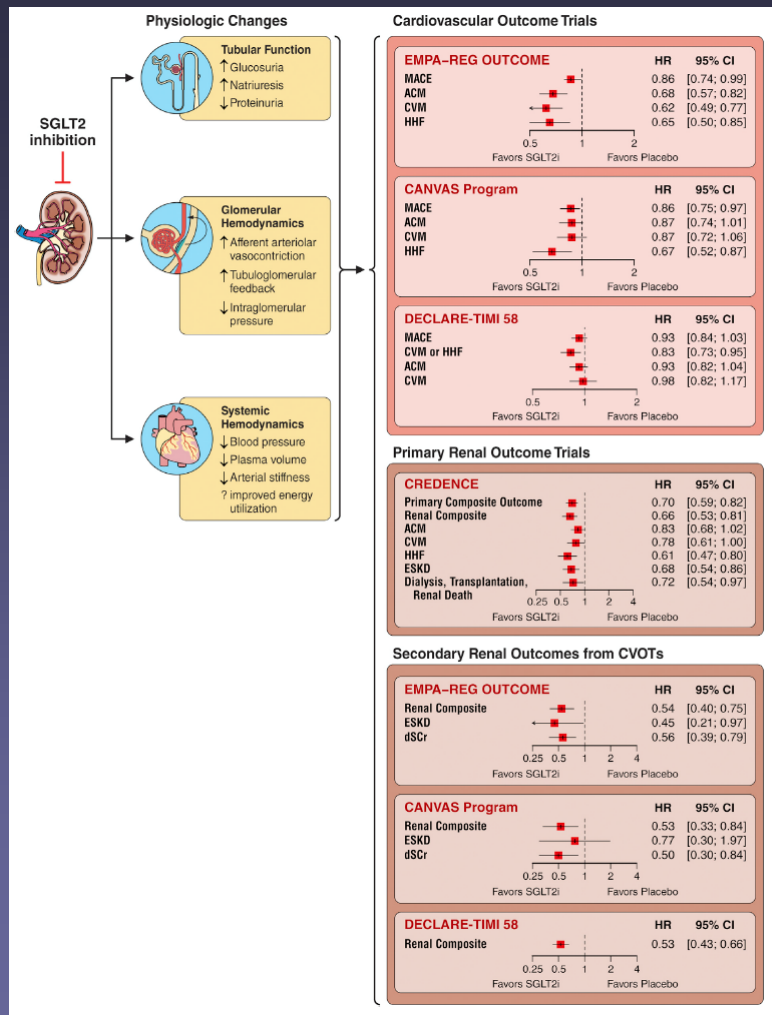 Physiologic Changes
SGLT2
inhibition
Tubular Function
↑ Glucosuria
↑ Natriuresis
↓ Proteinuria
Glomerular
Hemodynamics
↑ Afferent arteriolar
vasocontriction
↑ Tubuloglomerular
feedback
↓ Intraglomerular
pressure
Systemic
Hemodynamics
↓ Blood pressure
↓ Plasma volume
↓ Arterial stiffness
? improved energy
utilization
Cardiovascular Outcome Trials
EMPA–REG OUTCOME HR 95% CI
MACE 0.86 [0.74; 0.99]
ACM 0.68 [0.57; 0.82]
CVM 0.62 [0.49; 0.77]
HHF 0.65 [0.50; 0.85]
0.5 1 2
Favors SGLT2i Favors Placebo
CANVAS Program HR 95% CI
MACE 0.86 [0.75; 0.97]
ACM 0.87 [0.74; 1.01]
CVM 0.87 [0.72; 1.06]
HHF 0.67 [0.52; 0.87]
0.5 1 2
Favors SGLT2i Favors Placebo
DECLARE-TIMI 58 HR 95% CI
MACE 0.93 [0.84; 1.03]
CVM or HHF 0.83 [0.73; 0.95]
ACM 0.93 [0.82; 1.04]
CVM 0.98 [0.82; 1.17]
0.5 1 2
Favors SGLT2i Favors Placebo
Primary Renal Outcome Trials
CREDENCE HR 95% CI
Primary Composite Outcome 0.70 [0.59; 0.82]
Renal Composite 0.66 [0.53; 0.81]
ACM 0.83 [0.68; 1.02]
CVM 0.78 [0.61; 1.00]
HHF 0.61 [0.47; 0.80]
ESKD 0.68 [0.54; 0.86]
Dialysis, Transplantation, 0.72 [0.54; 0.97]
Renal Death
0.25 0.5 1 2 4
Favors SGLT2i Favors Placebo
Secondary Renal Outcomes from CVOTs
EMPA–REG OUTCOME HR 95% CI
Renal Composite 0.54 [0.40; 0.75]
ESKD 0.45 [0.21; 0.97]
dSCr 0.56 [0.39; 0.79]
0.25 0.5 1 2 4
Favors SGLT2i Favors Placebo
CANVAS Program HR 95% CI
Renal Composite 0.53 [0.33; 0.84]
ESKD 0.77 [0.30; 1.97]
dSCr 0.50 [0.30; 0.84]
0.25 0.5 1 2 4
Favors SGLT2i Favors Placebo
DECLARE-TIMI 58 HR 95% CI
Renal Composite 0.53 [0.43; 0.66]
0.25 0.5 1 2 4
Favors SGLT2i Favors Placebo